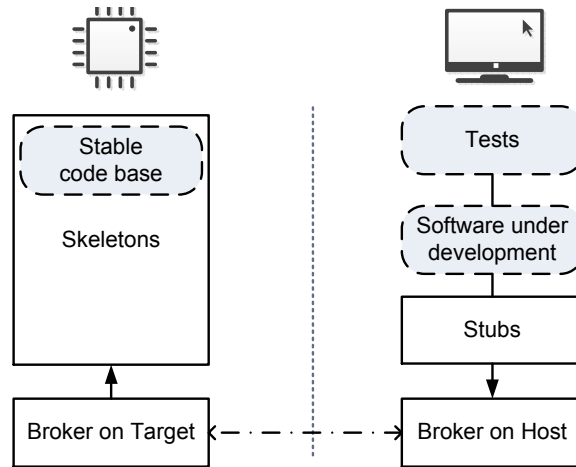 Stable
code base
Skeletons
Broker on Target
Tests
Software under
development
Stubs
Broker on Host